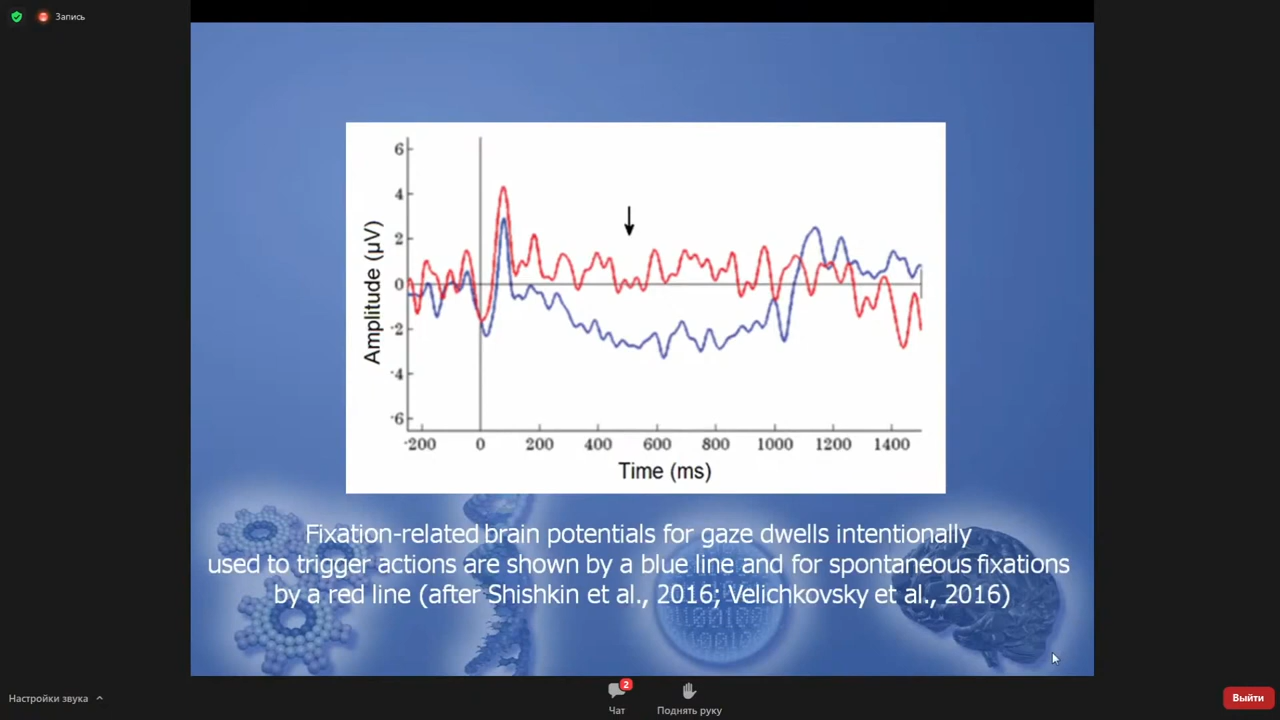 Запись
6
4
2
0
-2
-4
-6
Amplitude (µV)
-200 0 200 400 600 800 1000 1200 1400
Time (ms)
Fixation-related brain potentials for gaze dwells intentionally
used to trigger actions are shown by a blue line and for spontaneous fixations
by a red line (after Shishkin et al., 2016; Velichkovsky et al., 2016)
Настройки звука
2
Чат
Поднять руку
Выйти